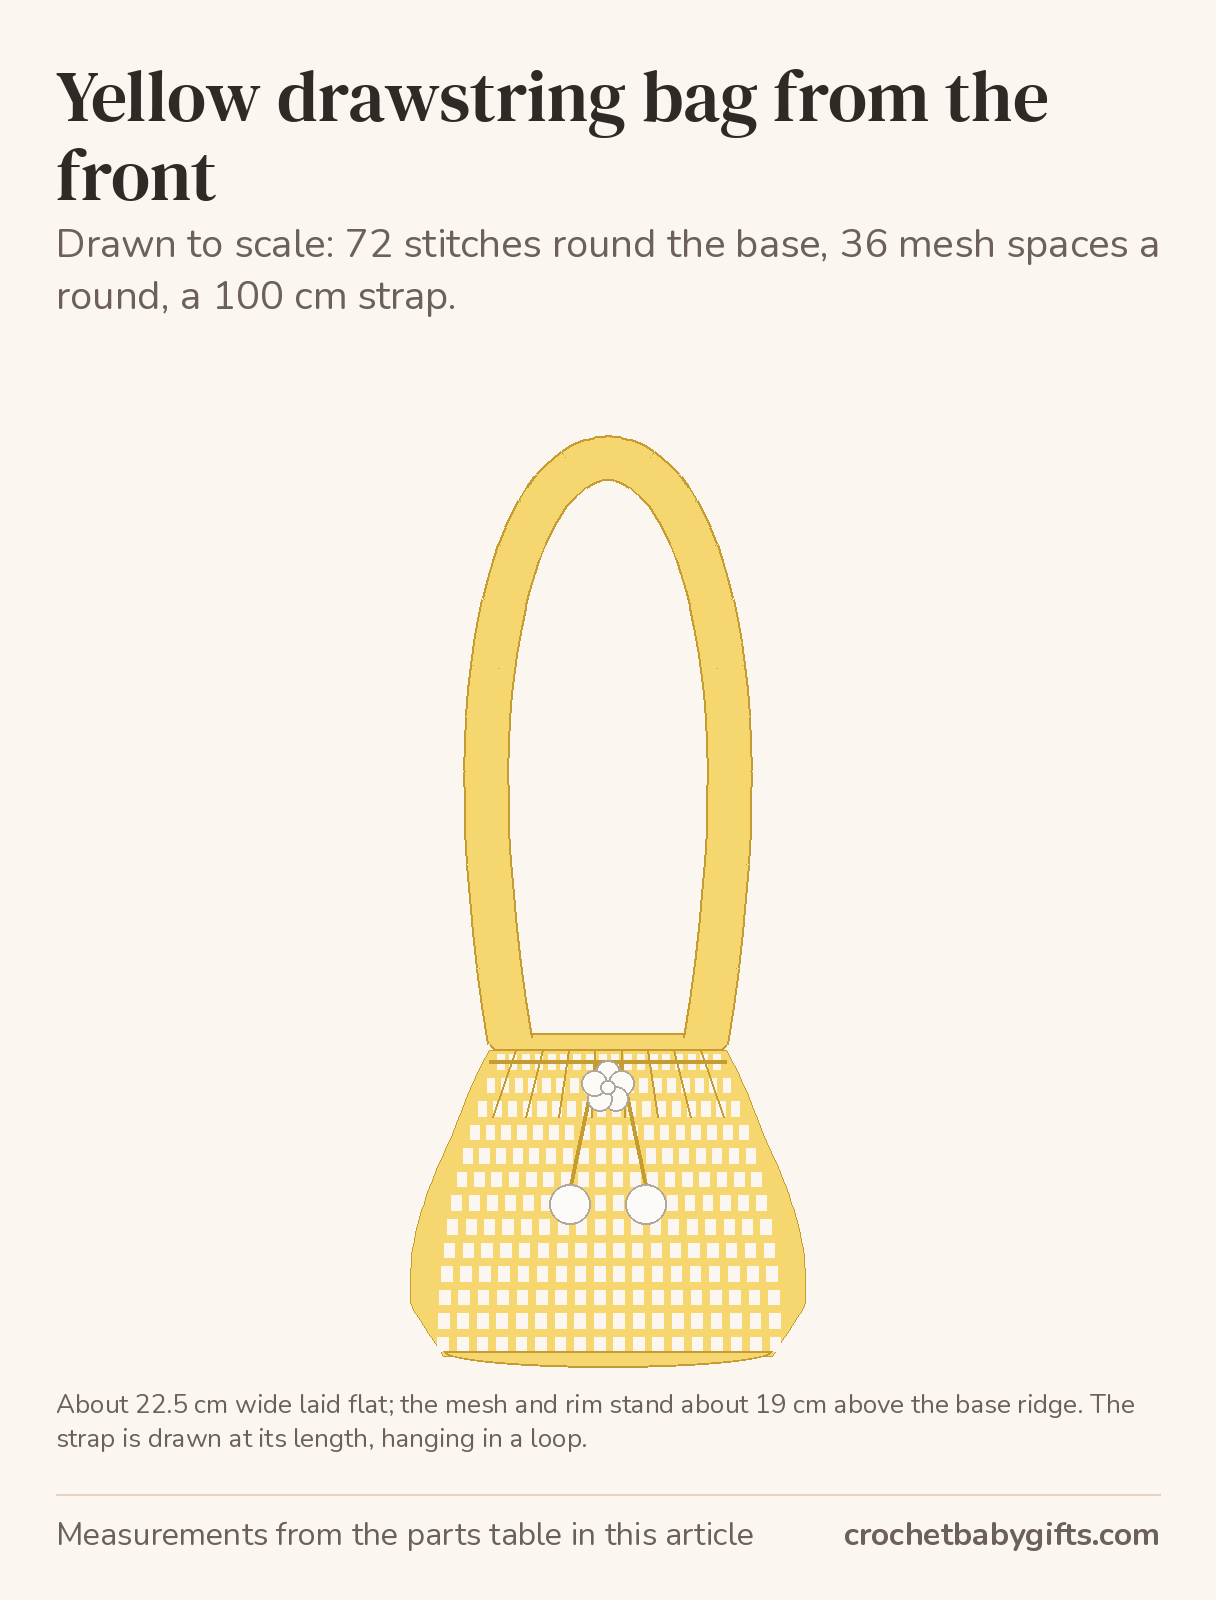 Yellow drawstring bag from the
front
Drawn to scale: 72 stitches round the base, 36 mesh spaces a
round, a 100 cm strap.
About 22.5 cm wide laid flat; the mesh and rim stand about 19 cm above the base ridge. The
strap is drawn at its length, hanging in a loop.
Measurements from the parts table in this article
crochetbabygifts.com